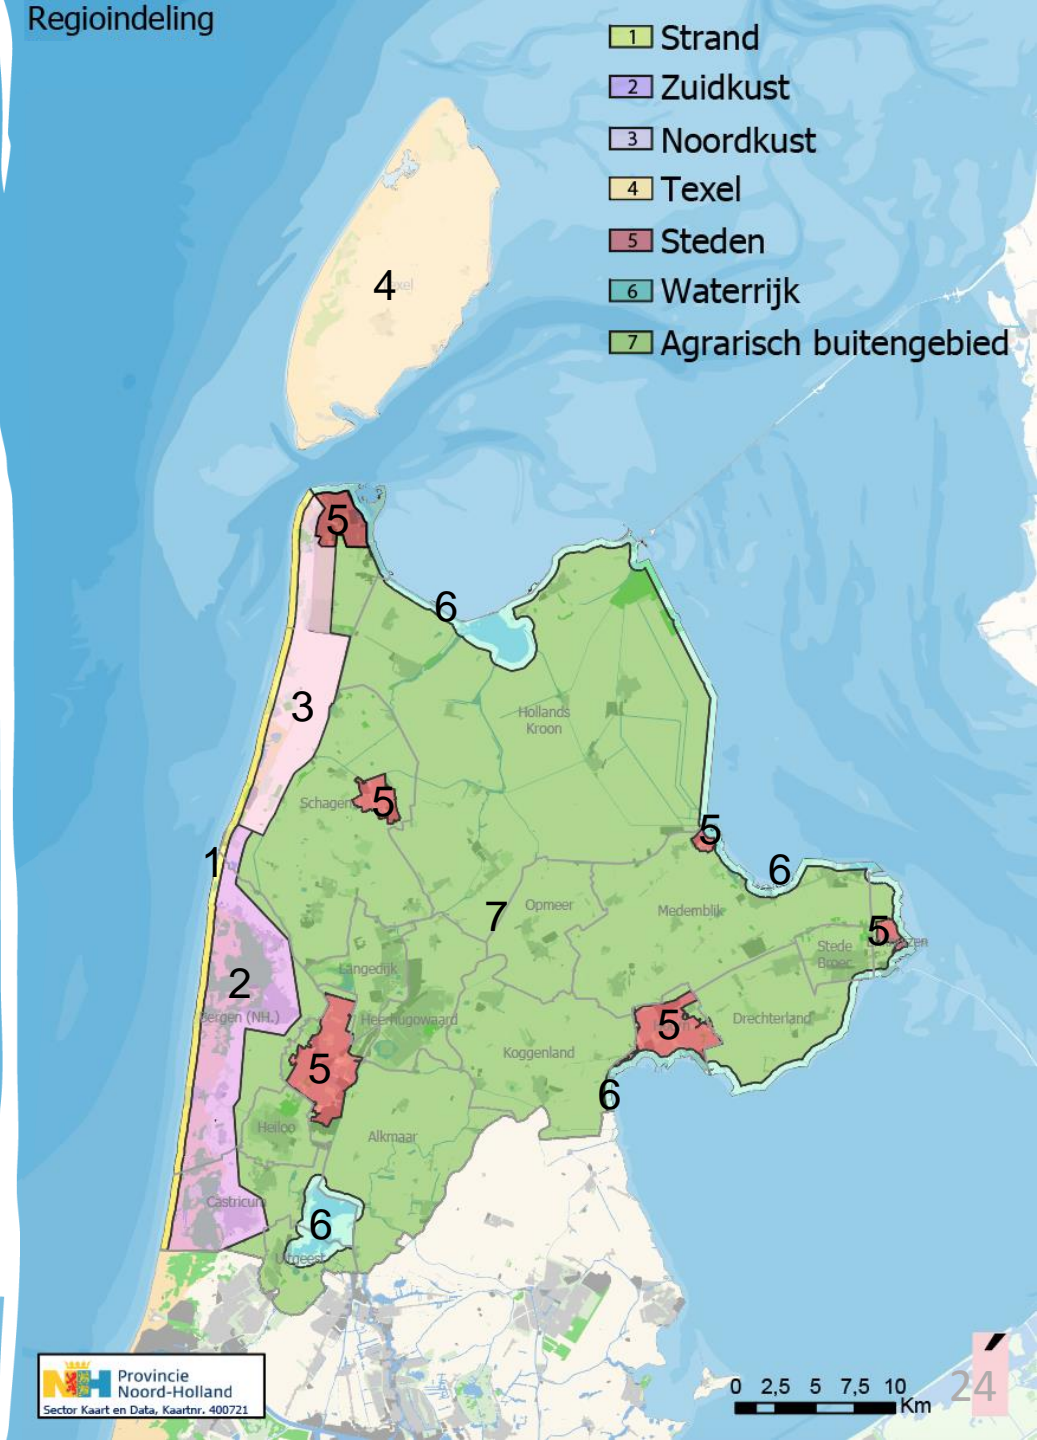 Regioindeling
1 Strand
2 Zuidkust
3 Noordkust
4 Texel
5 Steden
6 Waterrijk
7 Agrarisch buitengebied
4
5
6
3
Hollands
Kroon
Schagen
5
5
1
6
7
Opmeer
Medemblik
5
Stede
Broec
2
Langedijk
Bergen (NH.)
Heerhugowaard
5
Drechterland
Koggenland
5
6
Heiloo
Alkmaar
Castricum
6
Uitgeest
Provincie
Noord-Holland
Sector Kaart en Data, Kaartnr. 400721
0 2,5 5 7,5 10
Km
24